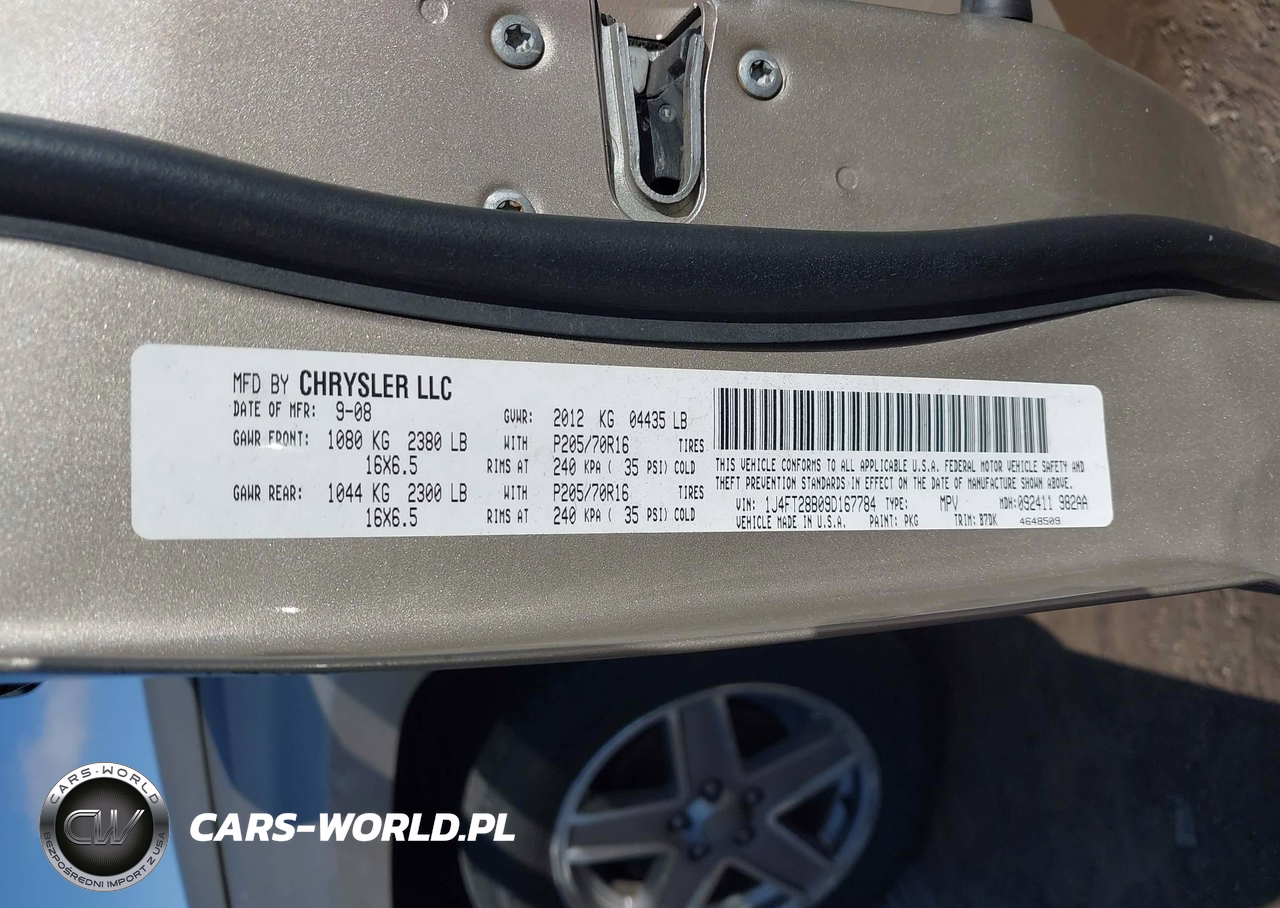 MFD BY CHRYSLER LLC
DATE OF MFR: 9-08 GVWR: 2012 KG 04435 LB
GAWR FRONT: 1080 KG 2380 LB WITH P205/70R16 TIRES
16X6.5 RIMS AT 240 KPA ( 35 PSI) COLD
GAWR REAR: 1044 KG 2300 LB WITH P205/70R16 TIRES
16X6.5 RIMS AT 240 KPA ( 35 PSI) COLD
THIS VEHICLE CONFORMS TO ALL APPLICABLE U.S.A. FEDERAL MOTOR VEHICLE SAFETY AND
THEFT PREVENTION STANDARDS IN EFFECT ON THE DATE OF MANUFACTURE SHOWN ABOVE.
VIN: 1J4FT28B09D167784 TYPE: MPV MDH: 092411 982AA
VEHICLE MADE IN U.S.A. PAINT: PKG TRIM: B7DK 4648509
CARS-WORLD
CW
BEZPOŚREDNI IMPORT Z USA
CARS-WORLD.PL